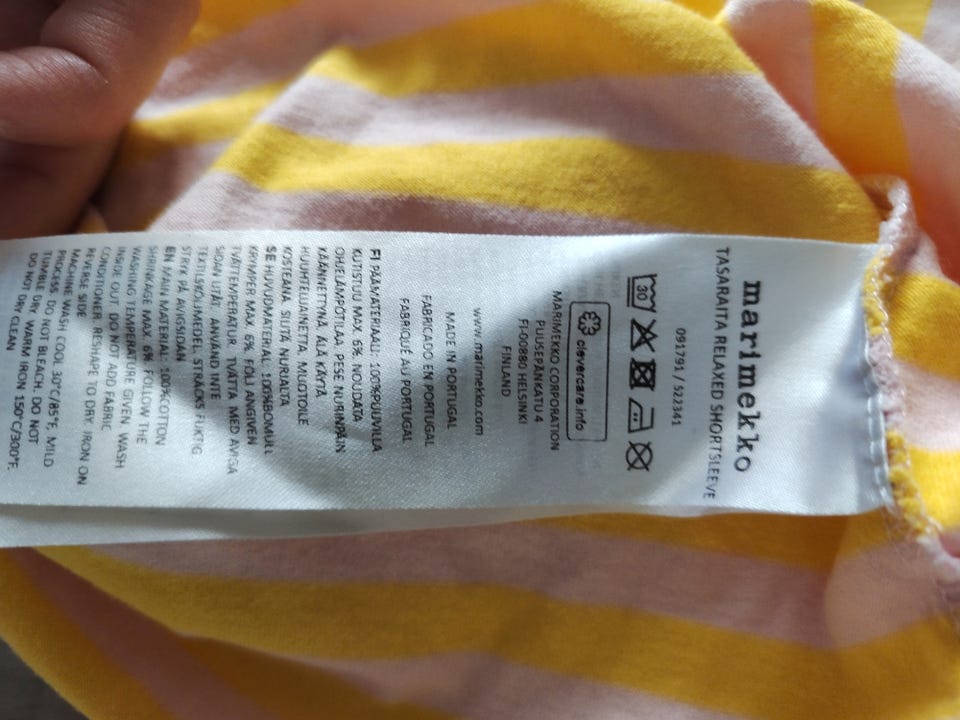 marimekko
TASARAITA RELAXED SHORTSLEEVE
091791 / 522341
30
clevercare.info
MARIMEKKO CORPORATION
PUUSEPÄNKATU 4
FI-00880 HELSINKI
FINLAND
www.marimekko.com
MADE IN PORTUGAL
FABRICADO EN PORTUGAL
FABRIQUÉ AU PORTUGAL
FI PÄÄMATERIAALI: 100%PUUVILLA
KUTISTUU MAX. 6%. NOUDATA
OHJELÄMPÖTILAA. PESE NURINPÄIN
KÄÄNNETTYNÄ. ÄLÄ KÄYTÄ
HUUHTELUAINETTA. MUOTOILE
KOSTEANA. SILITÄ NURJALTA
SE HUVUDMATERIAL: 100%BOMULL
KRYMPER MAX. 6%. FÖLJ ANGIVEN
TVÄTTEMPERATUR. TVÄTTA MED AVIGA
SIDAN UTÅT. ANVÄND INTE
TEXTILSKÖLJMEDEL. STRÄCKS FUKTIG
STRYK PÅ AVIGSIDAN
EN MAIN MATERIAL: 100%COTTON
SHRINKAGE MAX. 6%. FOLLOW THE
WASHING TEMPERATURE GIVEN. WASH
INSIDE OUT. DO NOT ADD FABRIC
CONDITIONER. RESHAPE TO DRY. IRON ON
REVERSE SIDE
MACHINE WASH COOL 30°C/85°F, MILD
PROCESS. DO NOT BLEACH. DO NOT
TUMBLE DRY. WARM IRON 150°C/300°F.
DO NOT DRY CLEAN